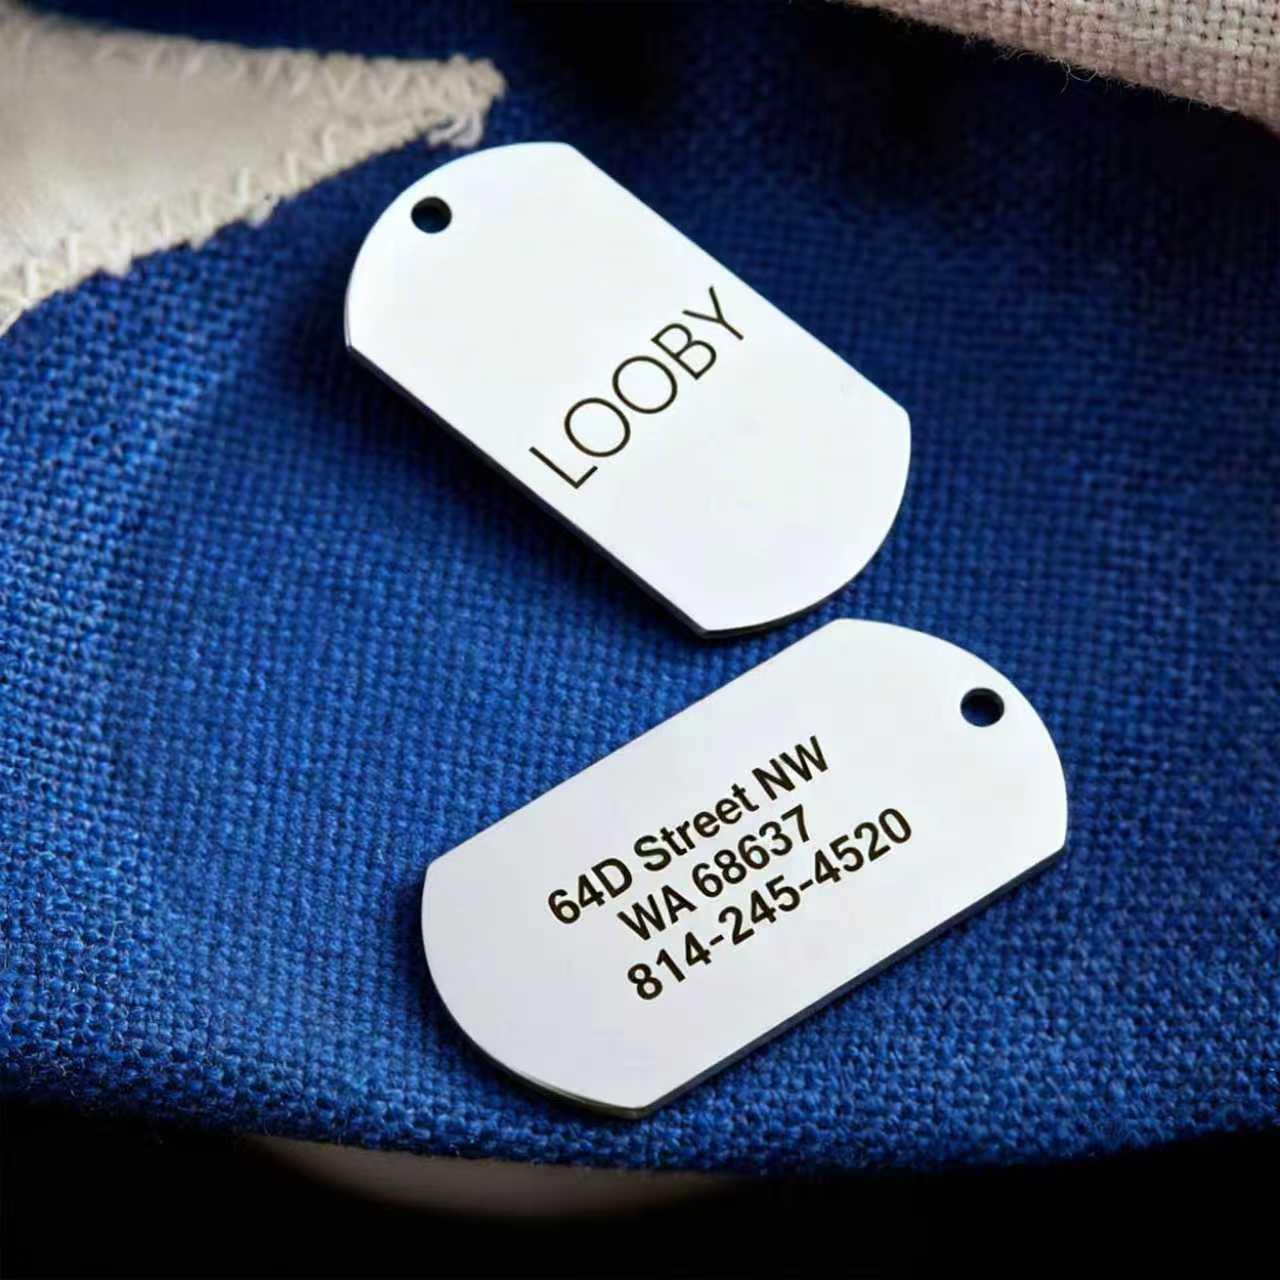 LOOBY
64D Street NW
WA 68637
814-245-4520